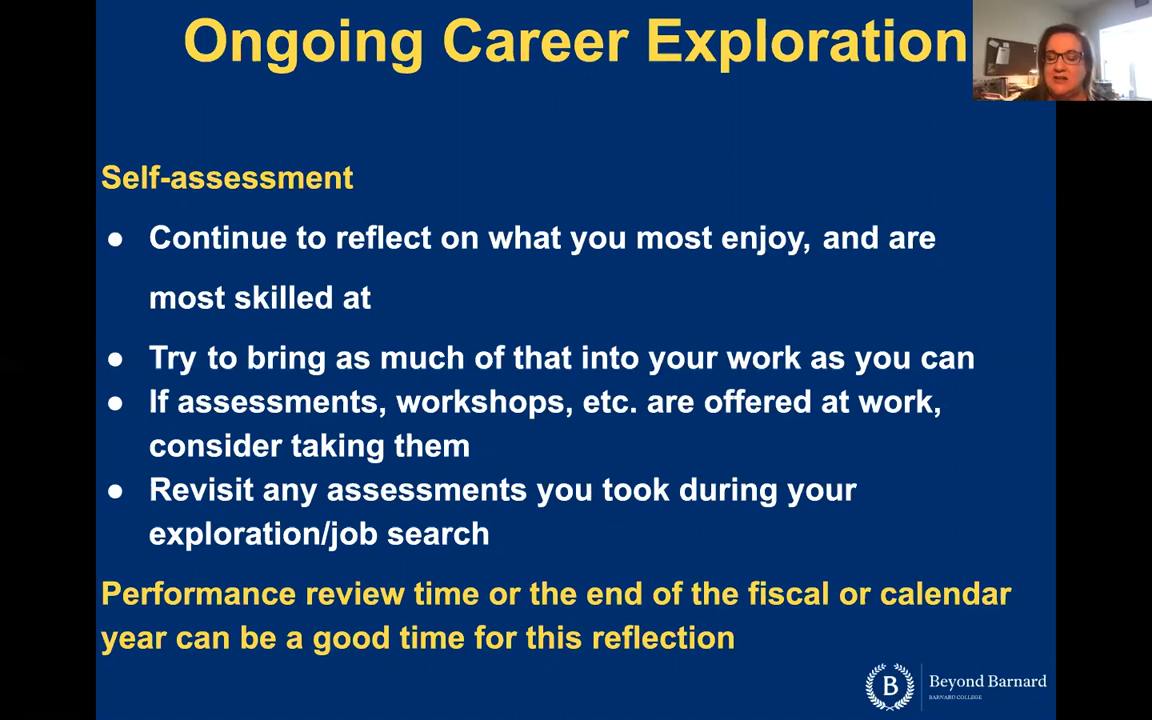 Ongoing Career Exploration
Self-assessment
● Continue to reflect on what you most enjoy, and are
most skilled at
● Try to bring as much of that into your work as you can
● If assessments, workshops, etc. are offered at work,
consider taking them
● Revisit any assessments you took during your
exploration/job search
Performance review time or the end of the fiscal or calendar
year can be a good time for this reflection
B
Beyond Barnard
BARNARD COLLEGE